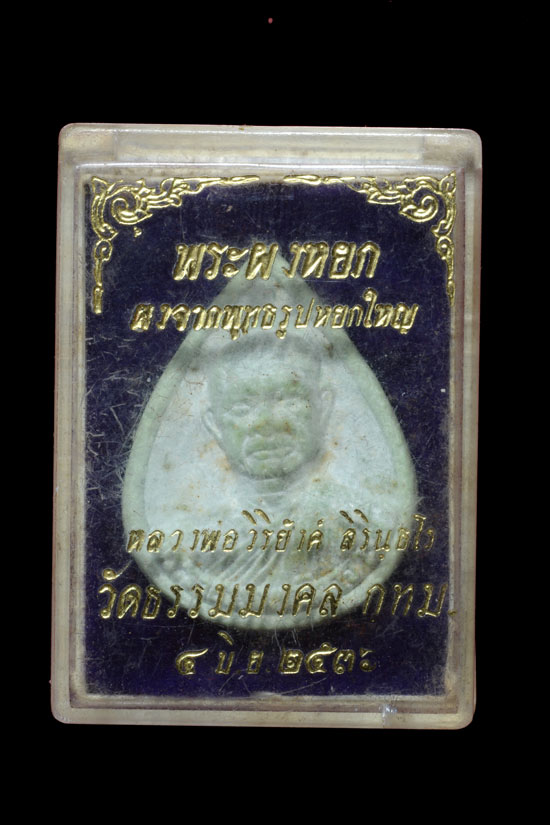 พระผงหยก
ผงจากพุทธรูปหยกใหญ่
หลวงพ่อวิริยังค์ สิรินฺธโร
วัดธรรมมงคล กทม.
๔ มิ.ย. ๒๕๓๖